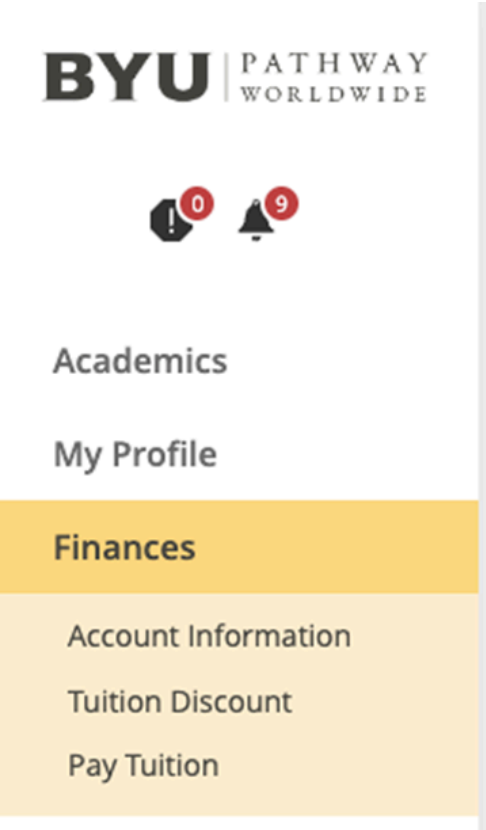 BYU PATHWAY
WORLDWIDE
! 0 9
Academics
My Profile
Finances
Account Information
Tuition Discount
Pay Tuition